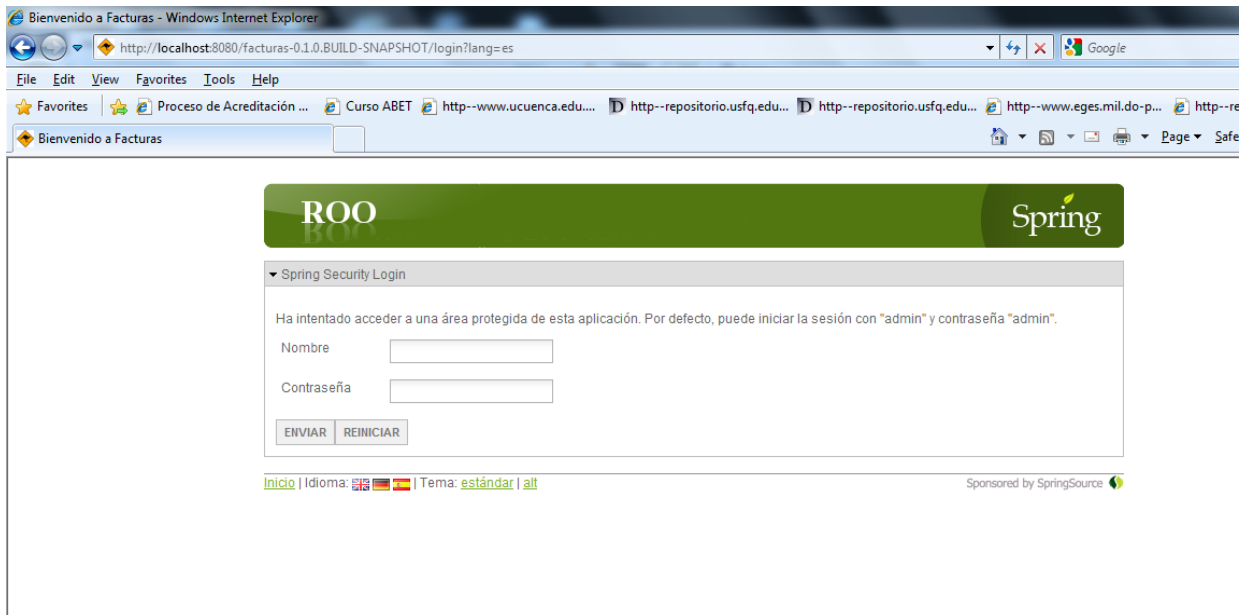 Bienvenido a Facturas - Windows Internet Explorer
http://localhost:8080/facturas-0.1.0.BUILD-SNAPSHOT/login?lang=es Google
File Edit View Favorites Tools Help
Favorites Proceso de Acreditación ... Curso ABET http--www.ucuenca.edu.... http--repositorio.usfq.edu... http--repositorio.usfq.edu... http--www.eges.mil.do-p... http--re
Bienvenido a Facturas Page Safe
ROO Spring
Spring Security Login
Ha intentado acceder a una área protegida de esta aplicación. Por defecto, puede iniciar la sesión con "admin" y contraseña "admin".
Nombre
Contraseña
ENVIAR REINICIAR
Inicio | Idioma: | Tema: estándar | alt Sponsored by SpringSource